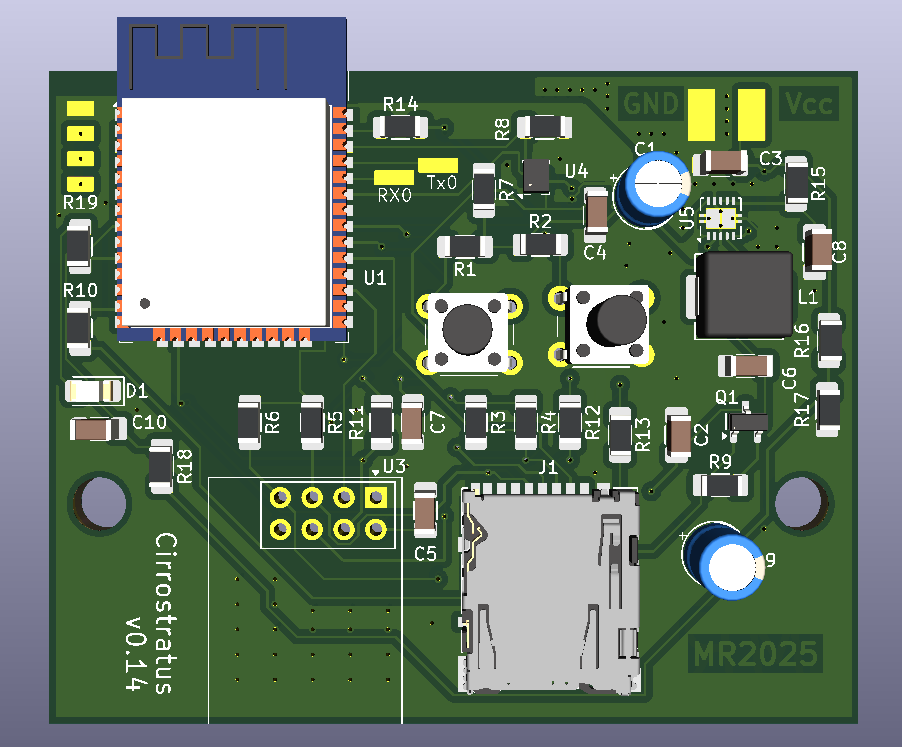 GND
Vcc
R14
R8
C1
C3
RX0
Tx0
U4
R7
R15
R19
R2
U5
C4
C8
R1
U1
R10
L1
R16
D1
C6
C10
R6
R5
R11
C7
R3
R4
R12
R13
C2
Q1
R17
R18
U3
J1
R9
C5
9
Cirrostratus
v0.14
MR2025